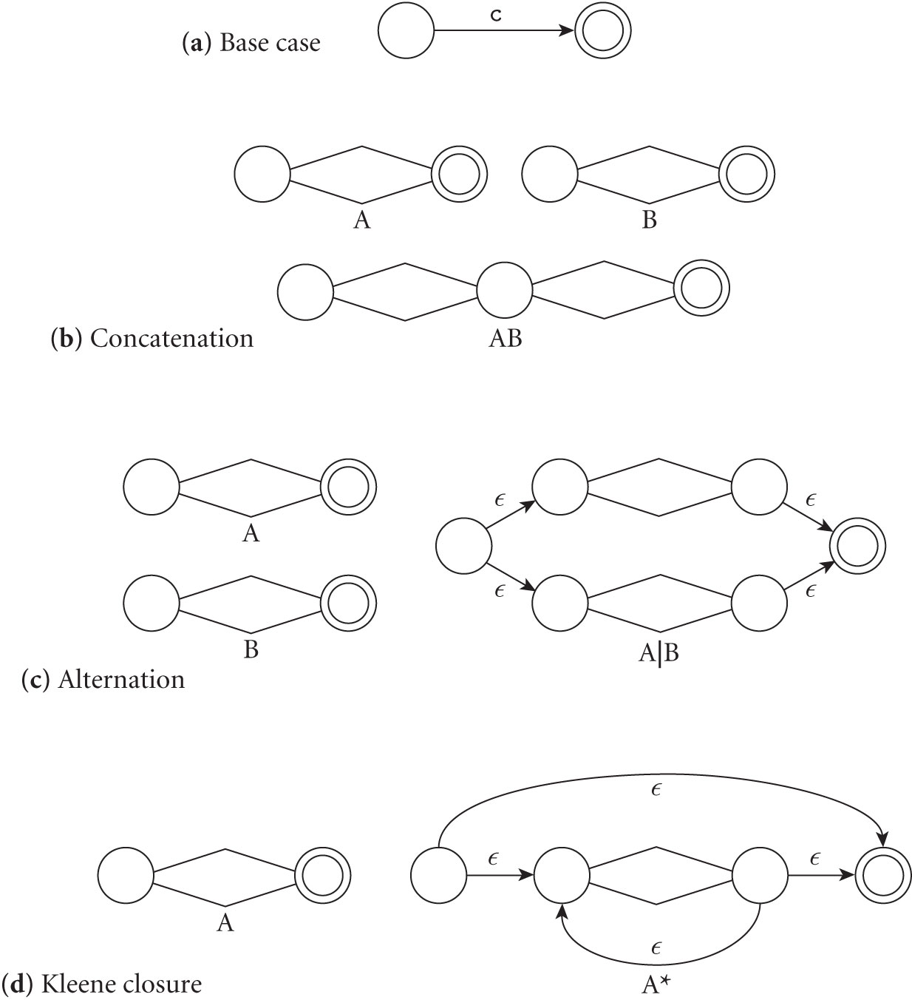 c
(a) Base case
A
B
(b) Concatenation
AB
A
ϵ
ϵ
ϵ
ϵ
B
A|B
(c) Alternation
ϵ
ϵ
ϵ
A
ϵ
A*
(d) Kleene closure